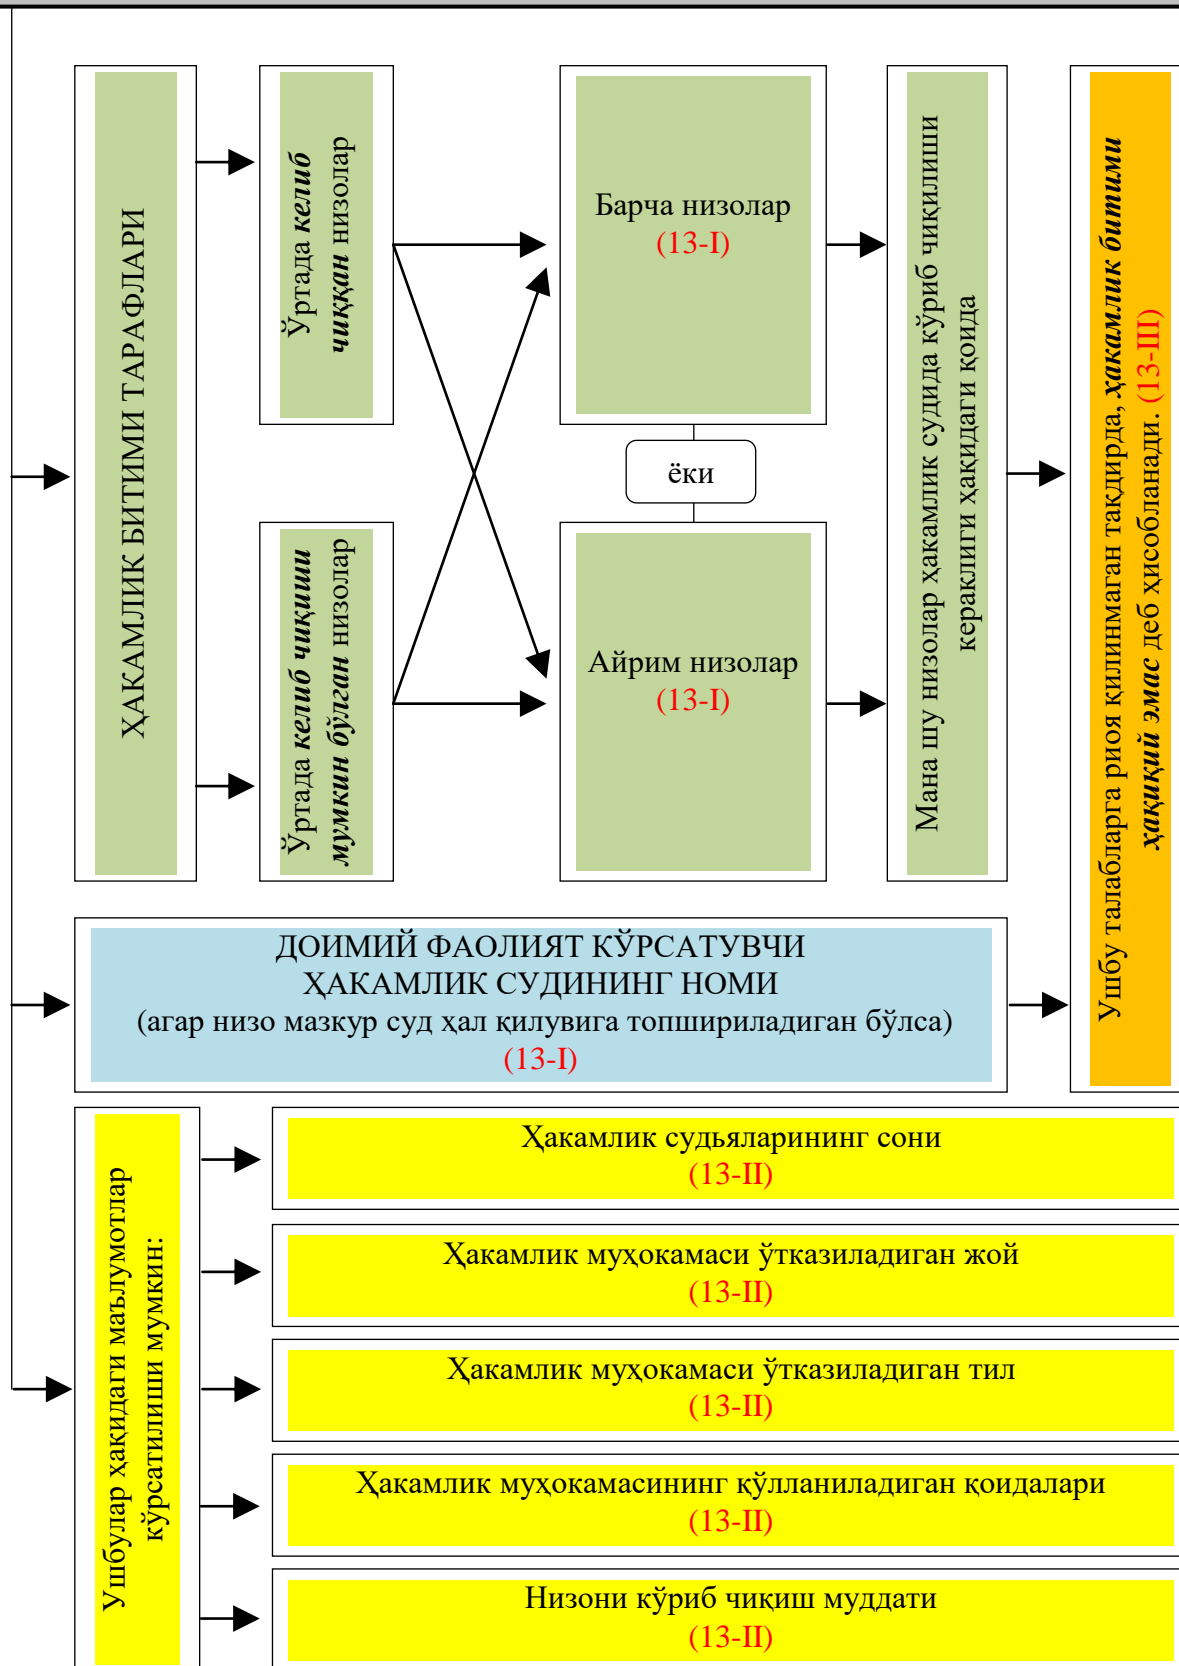 ҲАКАМЛИК БИТИМИ ТАРАФЛАРИ
Ўртада келиб
чиққан низолар
Ўртада келиб чиқиши
мумкин бўлган низолар
Барча низолар
(13-I)
ёки
Айрим низолар
(13-I)
Мана шу низолар ҳакамлик судида кўриб чиқилиши
кераклиги ҳақидаги қоида
Ушбу талабларга риоя қилинмаган тақдирда, ҳакамлик битими
ҳақиқий эмас деб ҳисобланади. (13-III)
ДОИМИЙ ФАОЛИЯТ КЎРСАТУВЧИ
ҲАКАМЛИК СУДИНИНГ НОМИ
(агар низо мазкур суд ҳал қилувига топшириладиган бўлса)
(13-I)
Ушбулар ҳақидаги маълумотлар
кўрсатилиши мумкин:
Ҳакамлик судьяларининг сони
(13-II)
Ҳакамлик муҳокамаси ўтказиладиган жой
(13-II)
Ҳакамлик муҳокамаси ўтказиладиган тил
(13-II)
Ҳакамлик муҳокамасининг қўлланиладиган қоидалари
(13-II)
Низони кўриб чиқиш муддати
(13-II)